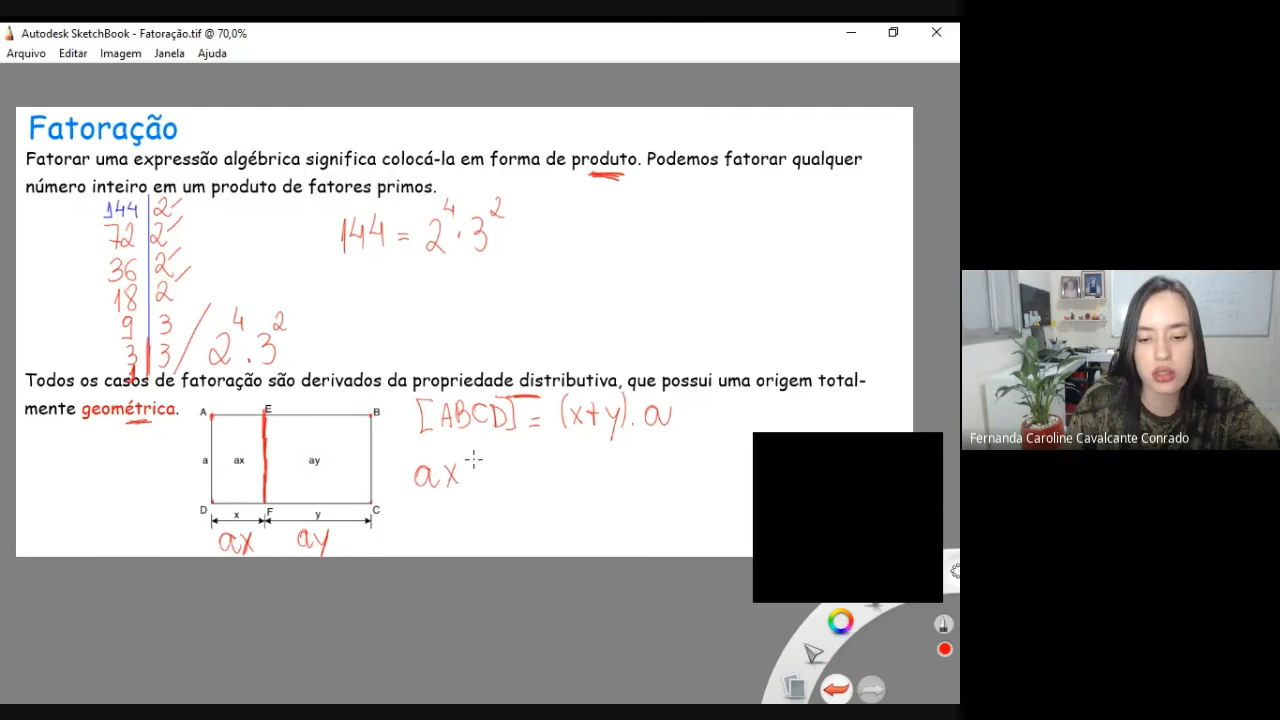 Autodesk SketchBook - Fatoração.tif @ 70,0%
Arquivo Editar Imagem Janela Ajuda
Fatoração
Fatorar uma expressão algébrica significa colocá-la em forma de produto. Podemos fatorar qualquer
número inteiro em um produto de fatores primos.
144 2
72 2
36 2
18 2
9 3
3 3
1
2⁴ . 3²
144 = 2⁴ . 3²
Todos os casos de fatoração são derivados da propriedade distributiva, que possui uma origem total-
mente geométrica.
[ABCD] = (x+y) . a
ax
A E B
a ax ay
D F C
x y
ax ay
Fernanda Caroline Cavalcante Conrado